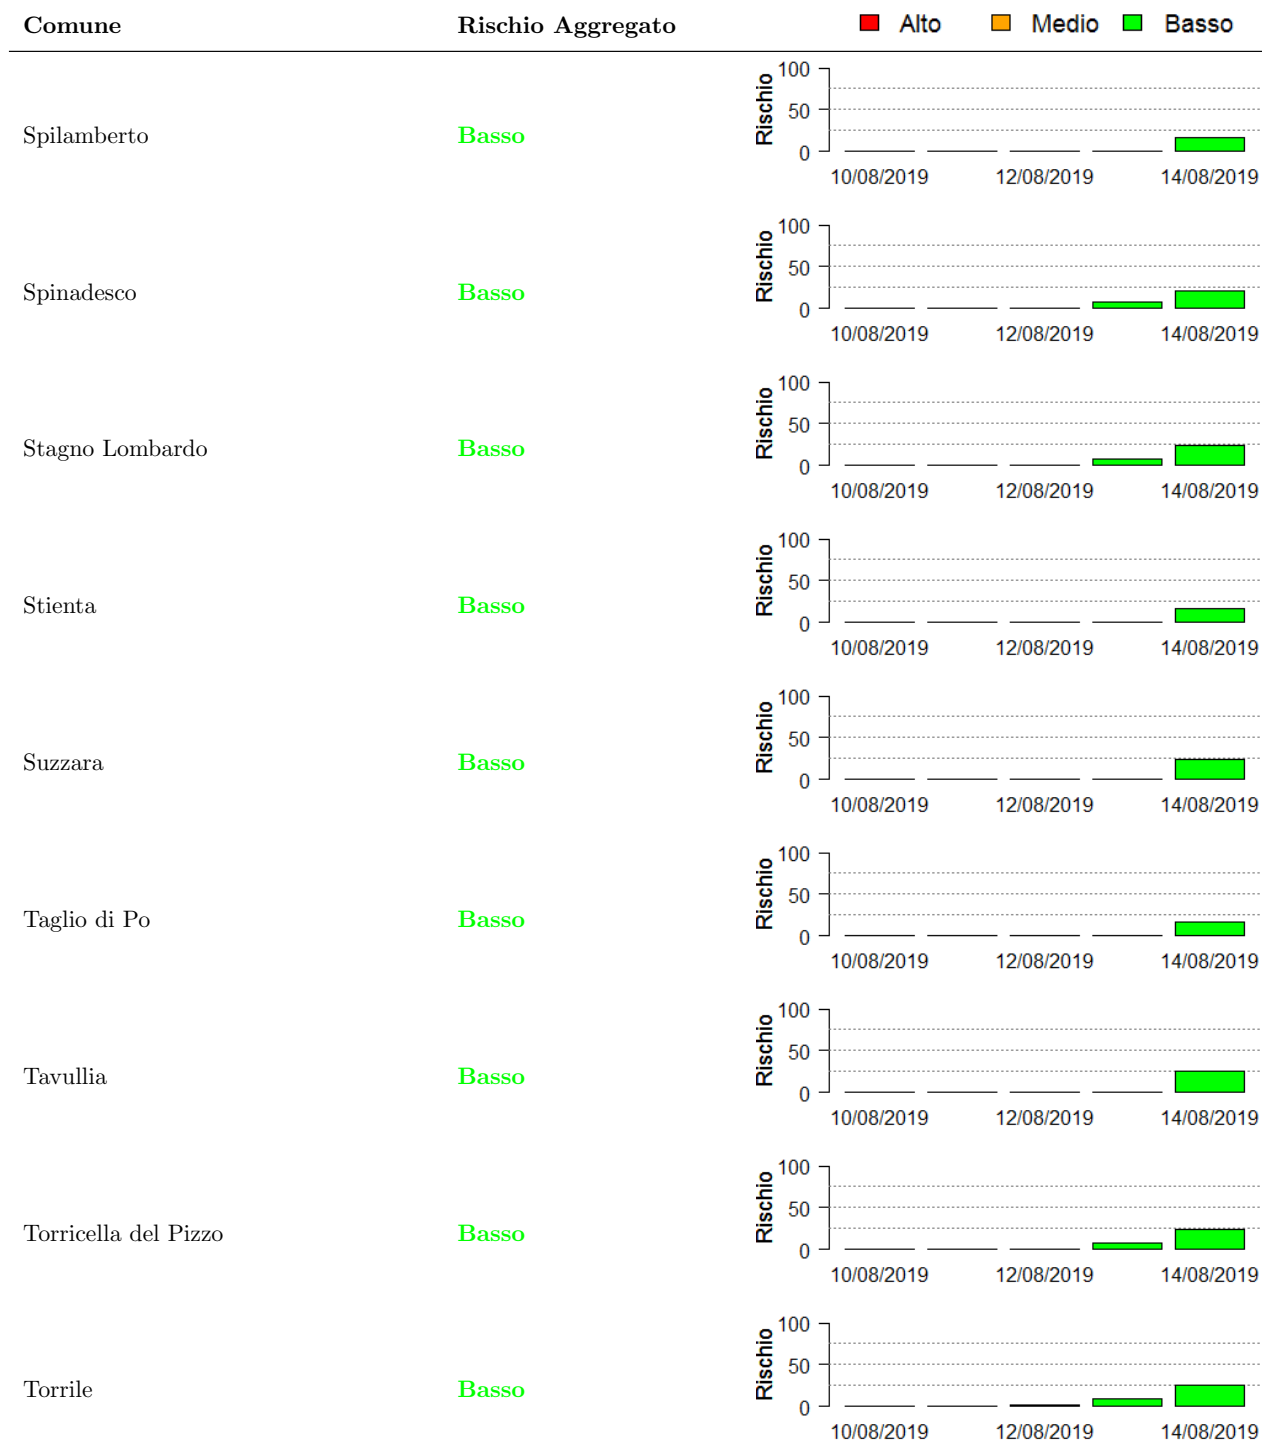 Comune Rischio Aggregato Alto Medio Basso
100
50
0
Rischio
Spilamberto Basso
10/08/2019 12/08/2019 14/08/2019
100
50
0
Rischio
Spinadesco Basso
10/08/2019 12/08/2019 14/08/2019
100
50
0
Rischio
Stagno Lombardo Basso
10/08/2019 12/08/2019 14/08/2019
100
50
0
Rischio
Stienta Basso
10/08/2019 12/08/2019 14/08/2019
100
50
0
Rischio
Suzzara Basso
10/08/2019 12/08/2019 14/08/2019
100
50
0
Rischio
Taglio di Po Basso
10/08/2019 12/08/2019 14/08/2019
100
50
0
Rischio
Tavullia Basso
10/08/2019 12/08/2019 14/08/2019
100
50
0
Rischio
Torricella del Pizzo Basso
10/08/2019 12/08/2019 14/08/2019
100
50
0
Rischio
Torrile Basso
10/08/2019 12/08/2019 14/08/2019